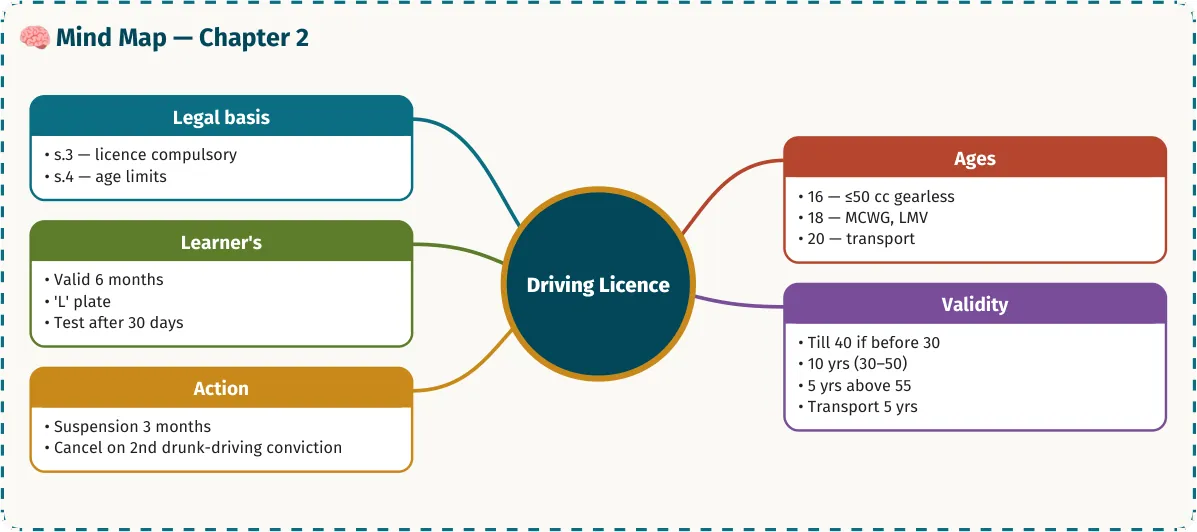 🧠 Mind Map — Chapter 2
Legal basis
• s.3 — licence compulsory
• s.4 — age limits
Learner's
• Valid 6 months
• 'L' plate
• Test after 30 days
Action
• Suspension 3 months
• Cancel on 2nd drunk-driving conviction
Driving Licence
Ages
• 16 — ≤50 cc gearless
• 18 — MCWG, LMV
• 20 — transport
Validity
• Till 40 if before 30
• 10 yrs (30–50)
• 5 yrs above 55
• Transport 5 yrs